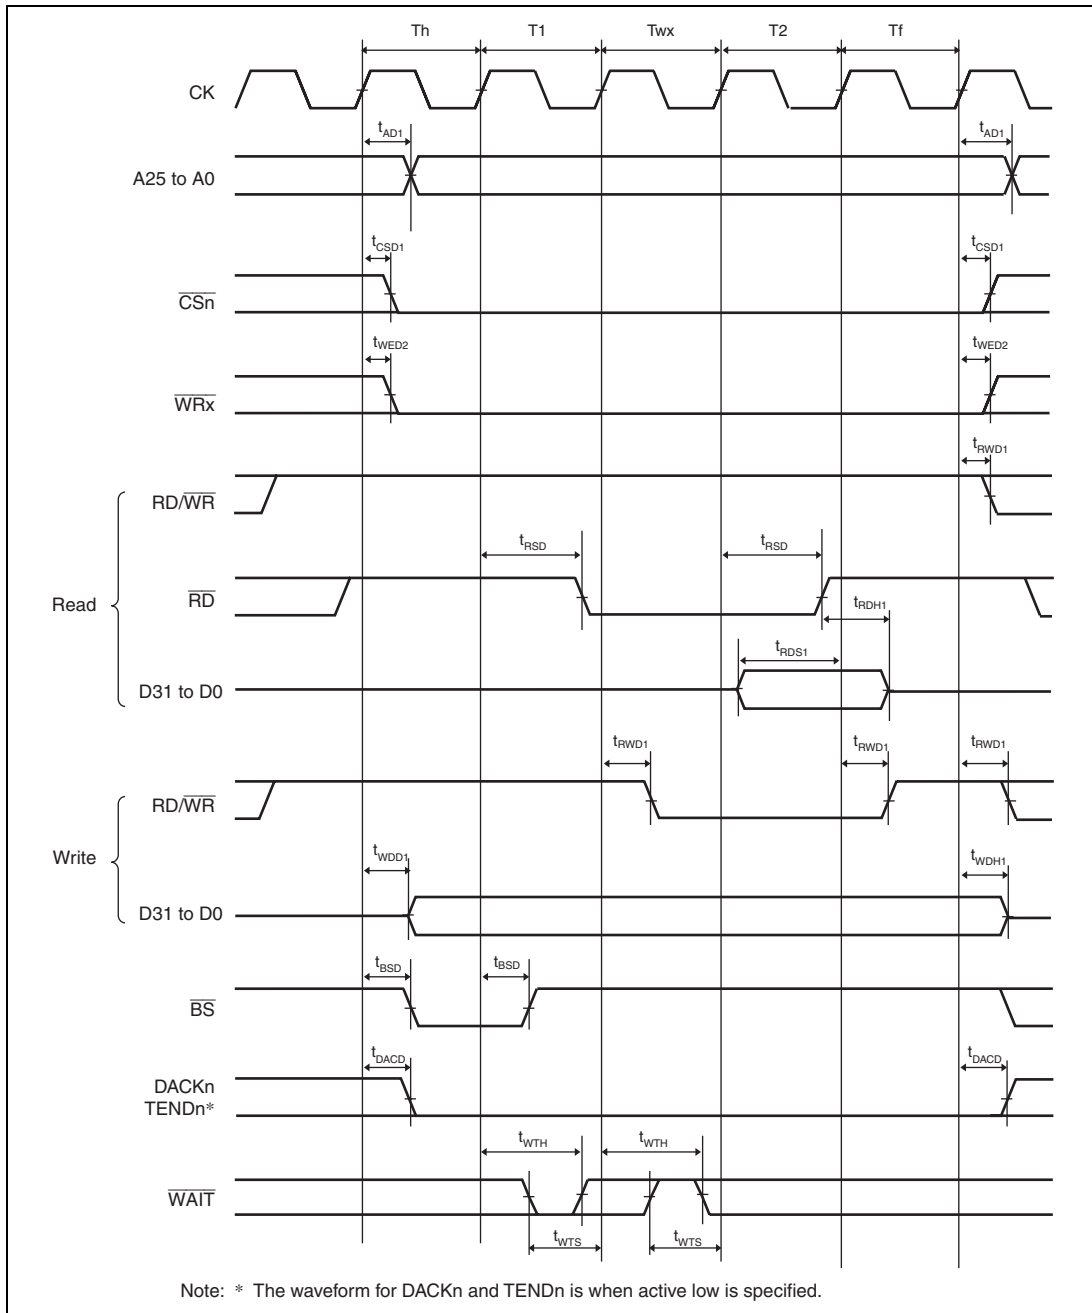 Th T1 Twx T2 Tf
CK
tAD1 tAD1
A25 to A0
tCSD1 tCSD1
CSn
tWED2 tWED2
WRx
tRWD1
RD/WR
tRSD tRSD
Read
RD
tRDH1
tRDS1
D31 to D0
tRWD1 tRWD1 tRWD1
RD/WR
Write
tWDD1 tWDH1
D31 to D0
tBSD tBSD
BS
tDACD tDACD
DACKn
TENDn*
tWTH tWTH
WAIT
tWTS tWTS
Note: * The waveform for DACKn and TENDn is when active low is specified.